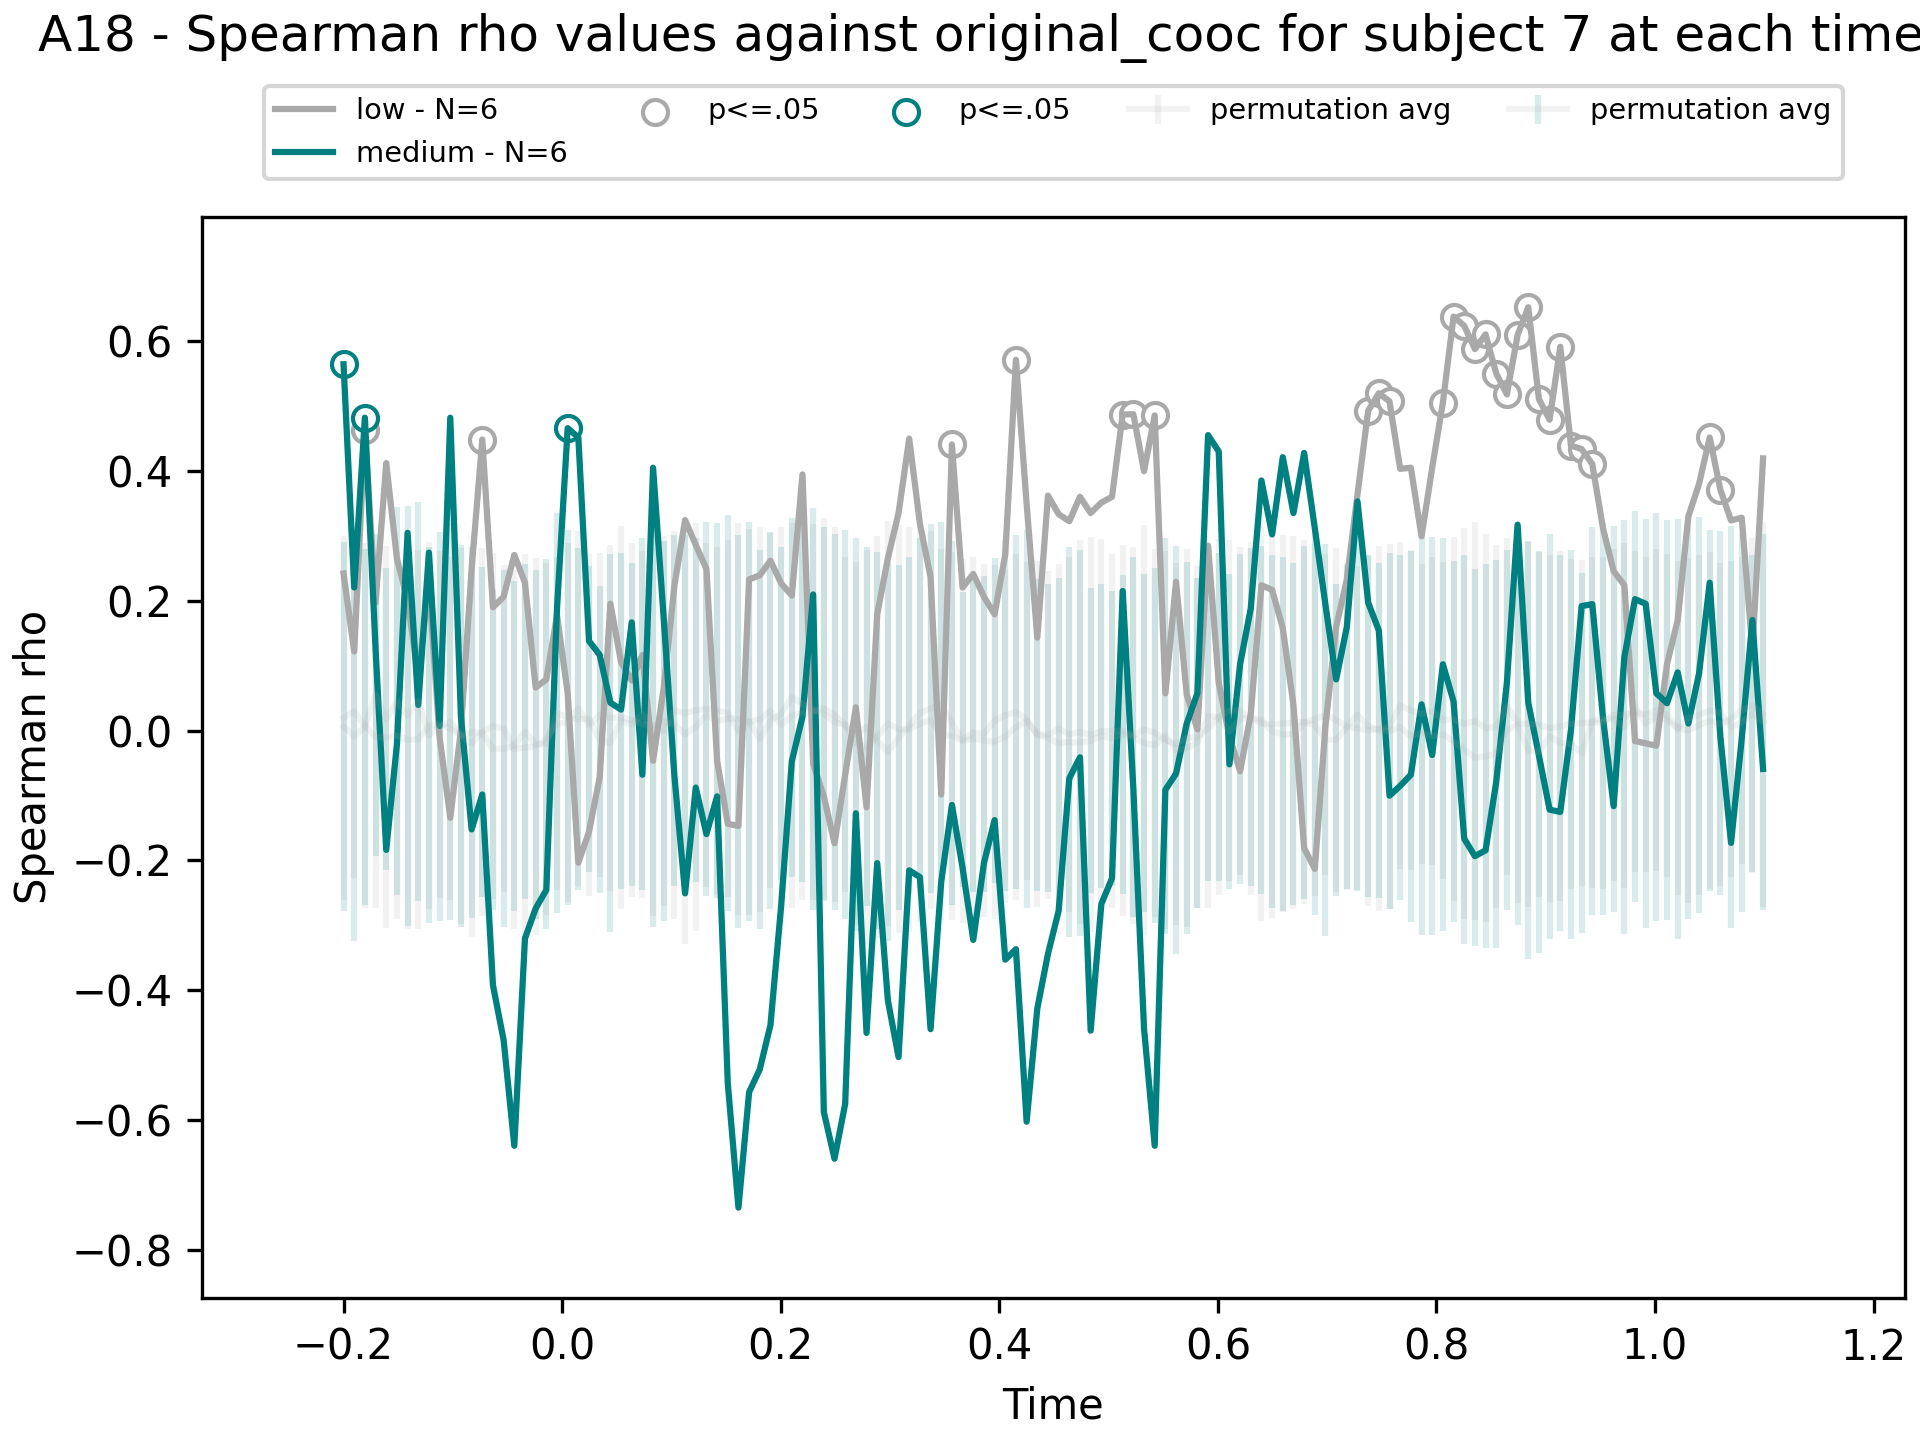 A18 - Spearman rho values against original_cooc for subject 7 at each time
low - N=6
medium - N=6
p<=.05
p<=.05
permutation avg
permutation avg
Spearman rho
0.6
0.4
0.2
0.0
−0.2
−0.4
−0.6
−0.8
−0.2 0.0 0.2 0.4 0.6 0.8 1.0 1.2
Time